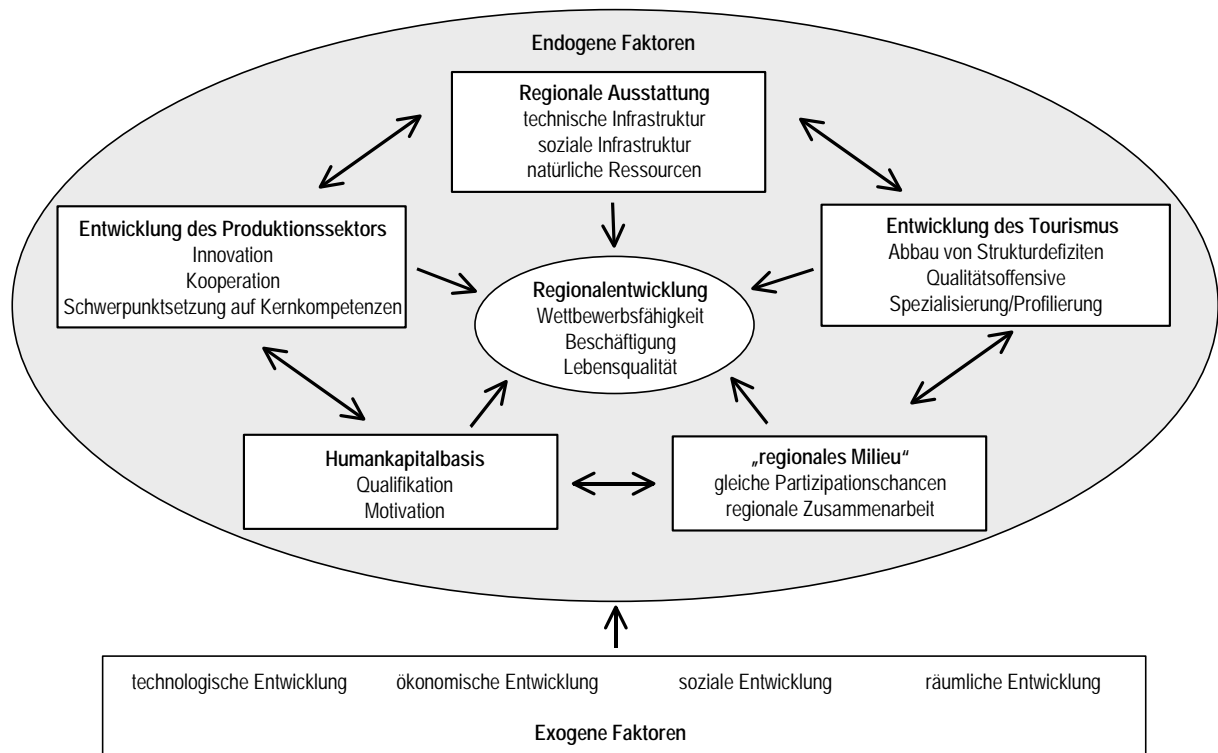 Endogene Faktoren
Regionale Ausstattung
technische Infrastruktur
soziale Infrastruktur
natürliche Ressourcen
Entwicklung des Produktionssektors
Innovation
Kooperation
Schwerpunktsetzung auf Kernkompetenzen
Entwicklung des Tourismus
Abbau von Strukturdefiziten
Qualitätsoffensive
Spezialisierung/Profilierung
Regionalentwicklung
Wettbewerbsfähigkeit
Beschäftigung
Lebensqualität
Humankapitalbasis
Qualifikation
Motivation
„regionales Milieu“
gleiche Partizipationschancen
regionale Zusammenarbeit
technologische Entwicklung
ökonomische Entwicklung
soziale Entwicklung
räumliche Entwicklung
Exogene Faktoren